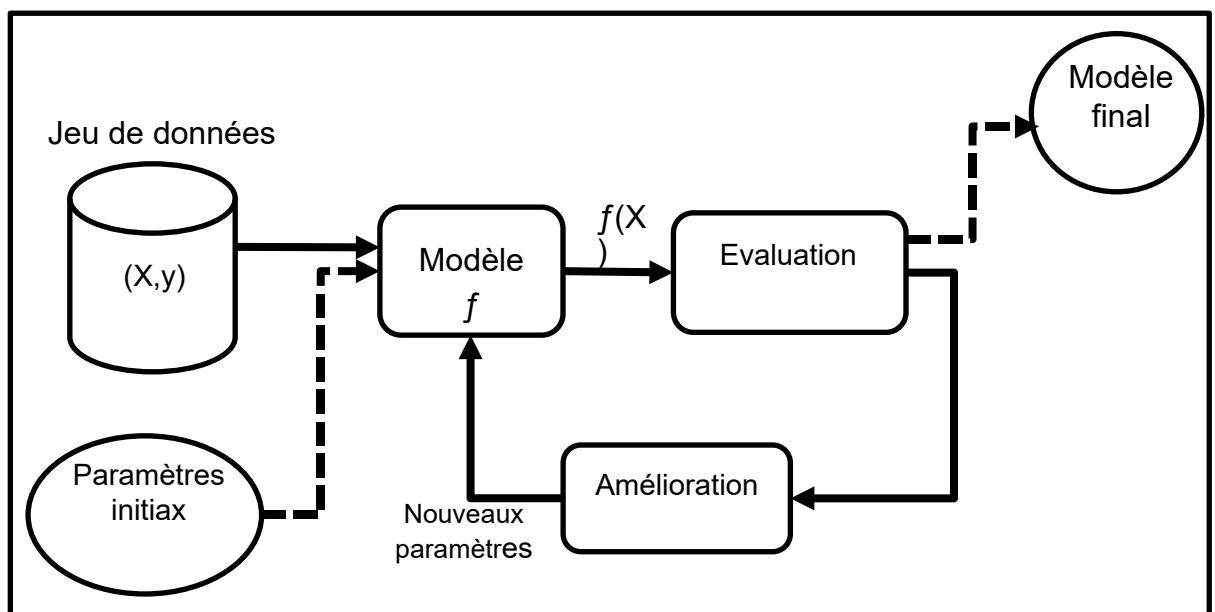 Modèle
final
Jeu de données
(X,y)
Modèle
f
f(X
)
Evaluation
Paramètres
initiax
Amélioration
Nouveaux
paramètres